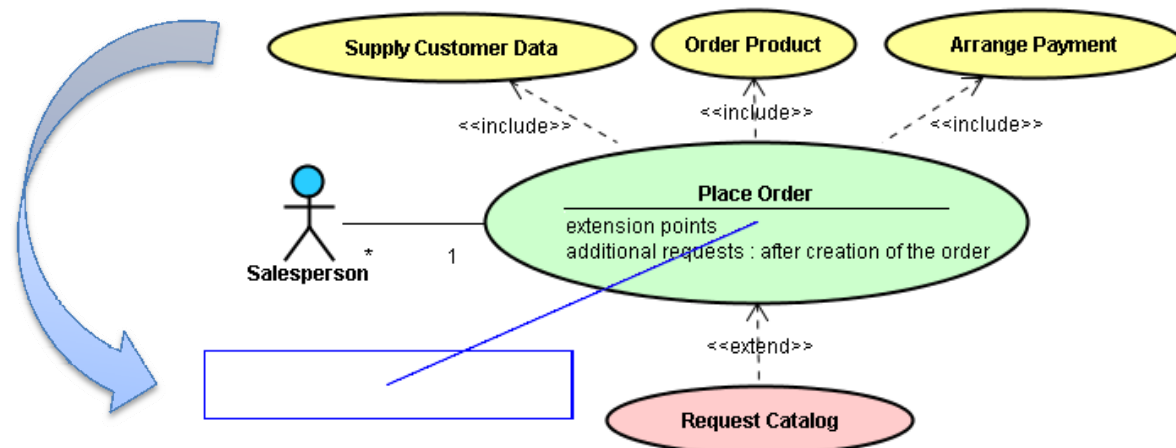 Supply Customer Data
Order Product
Arrange Payment
<<include>>
<<include>>
<<include>>
Place Order
extension points
additional requests : after creation of the order
*
1
Salesperson
<<extend>>
Request Catalog